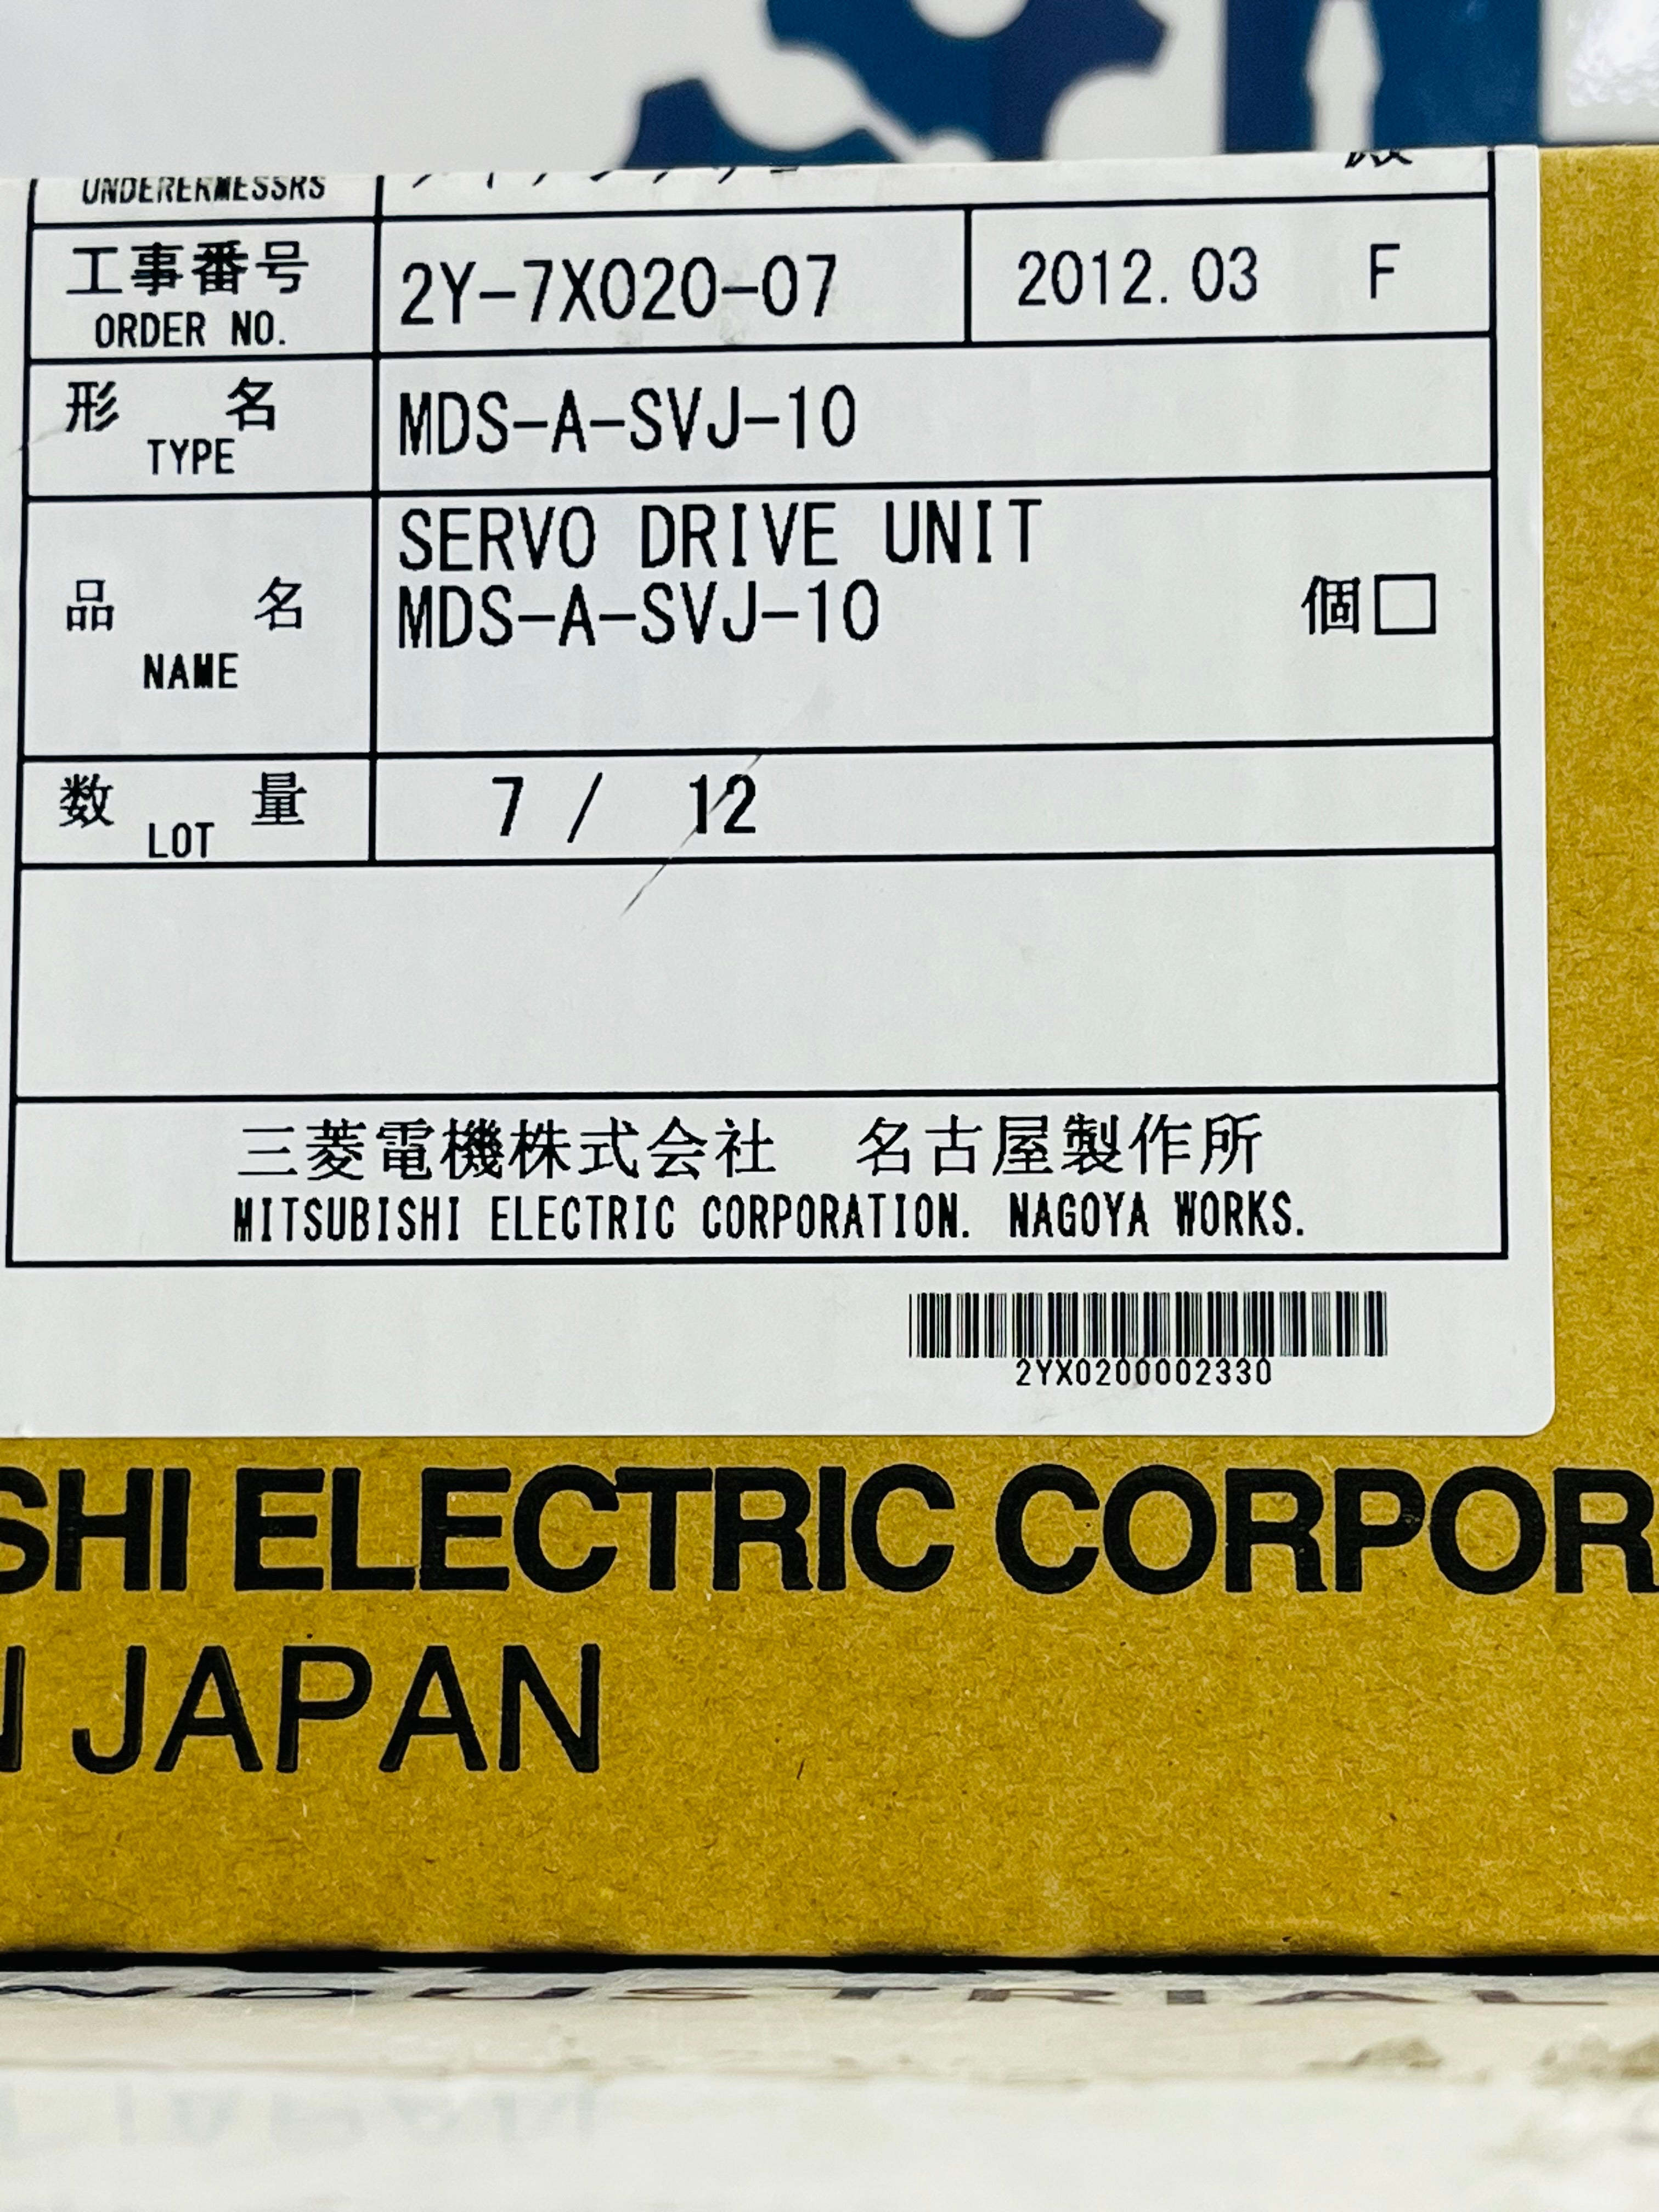 UNDERERMESSRS
工事番号 2Y-7X020-07 2012.03 F
ORDER NO.
形 名 MDS-A-SVJ-10
TYPE
SERVO DRIVE UNIT
品 名 MDS-A-SVJ-10 個□
NAME
数 量 7 / 12
LOT
三菱電機株式会社 名古屋製作所
MITSUBISHI ELECTRIC CORPORATION. NAGOYA WORKS.
2YX0200002330
SHI ELECTRIC CORPOR
N JAPAN
NDUSTRIAL